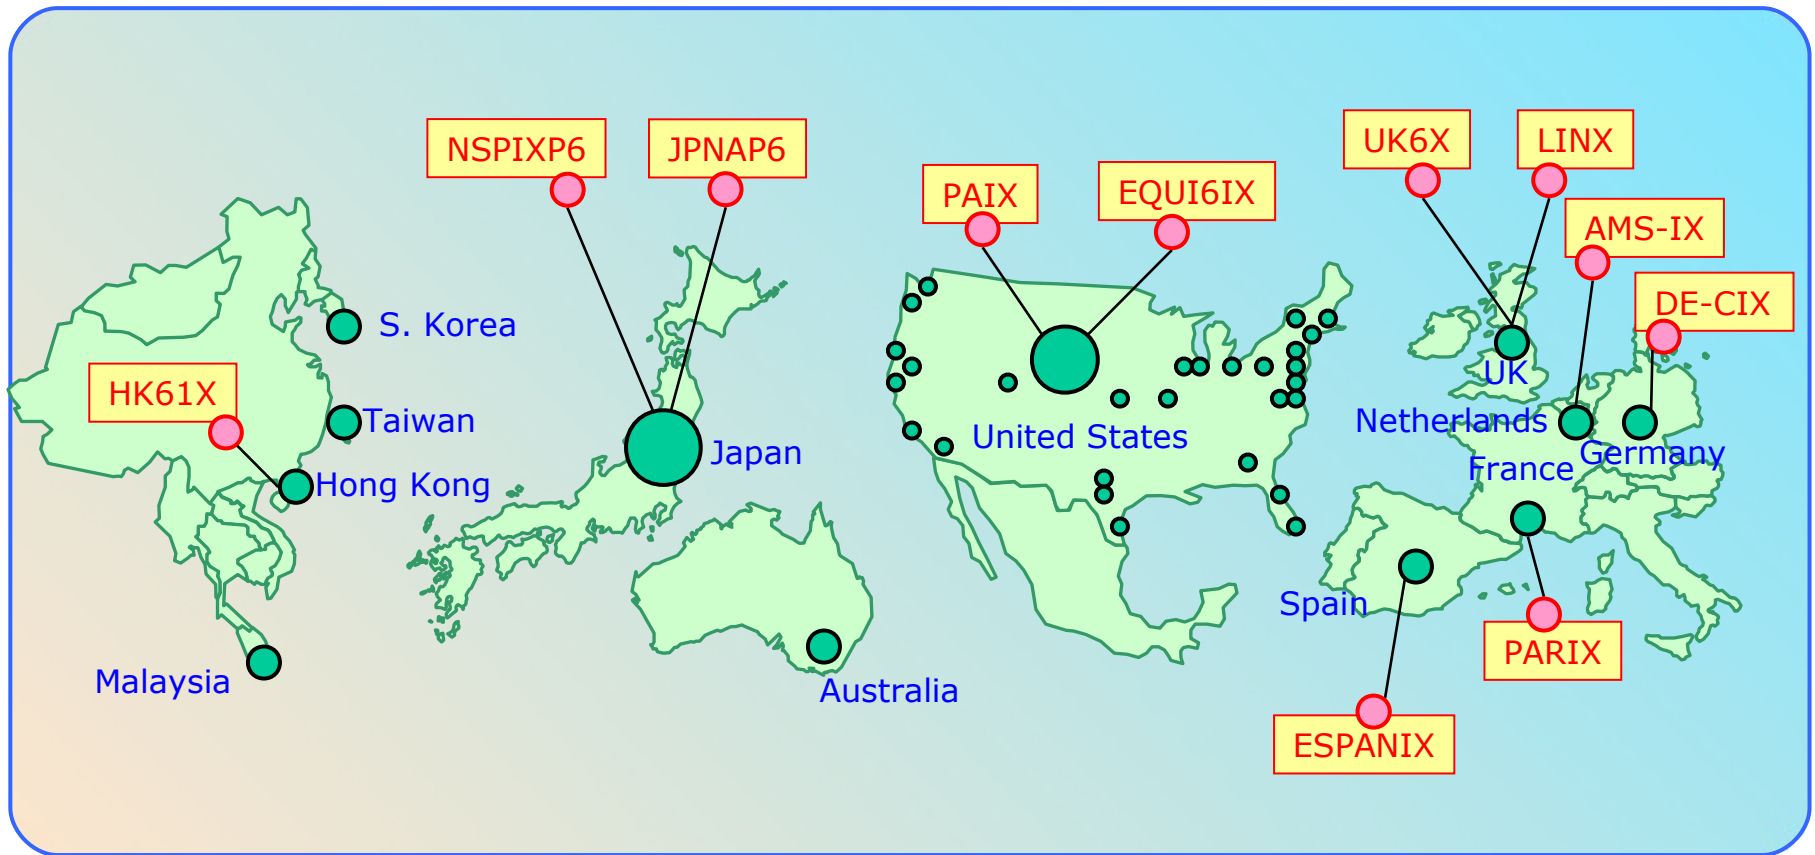 NSPIXP6
JPNAP6
PAIX
EQUI6IX
UK6X
LINX
AMS-IX
DE-CIX
S. Korea
HK61X
Taiwan
Hong Kong
Japan
United States
UK
Netherlands
Germany
France
Malaysia
Australia
Spain
PARIX
ESPANIX